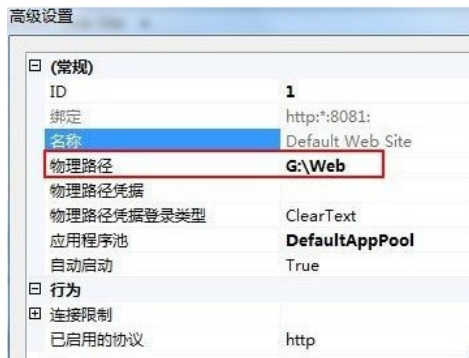 高级设置
(常规)
ID 1
绑定 http:*:8081:
名称 Default Web Site
物理路径 G:\Web
物理路径凭据
物理路径凭据登录类型 ClearText
应用程序池 DefaultAppPool
自动启动 True
行为
连接限制
已启用的协议 http